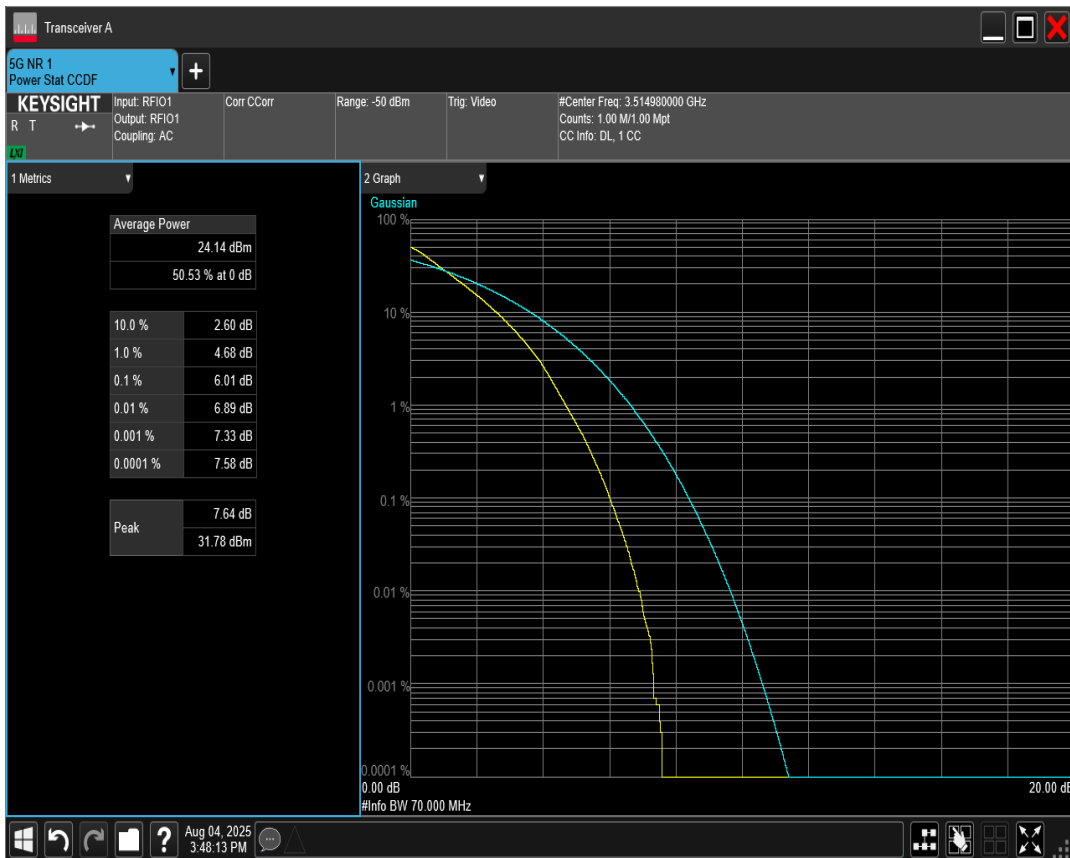 Transceiver A
5G NR 1
Power Stat CCDF
+
KEYSIGHT
R T
LXI
Input: RFIO1
Output: RFIO1
Coupling: AC
Corr CCorr
Range: -50 dBm
Trig: Video
#Center Freq: 3.514980000 GHz
Counts: 1.00 M/1.00 Mpt
CC Info: DL, 1 CC
1 Metrics
Average Power
24.14 dBm
50.53 % at 0 dB
10.0 % 2.60 dB
1.0 % 4.68 dB
0.1 % 6.01 dB
0.01 % 6.89 dB
0.001 % 7.33 dB
0.0001 % 7.58 dB
Peak 7.64 dB
31.78 dBm
2 Graph
Gaussian
100 %
10 %
1 %
0.1 %
0.01 %
0.001 %
0.0001 %
0.00 dB 20.00 dB
#Info BW 70.000 MHz
?
Aug 04, 2025
3:48:13 PM